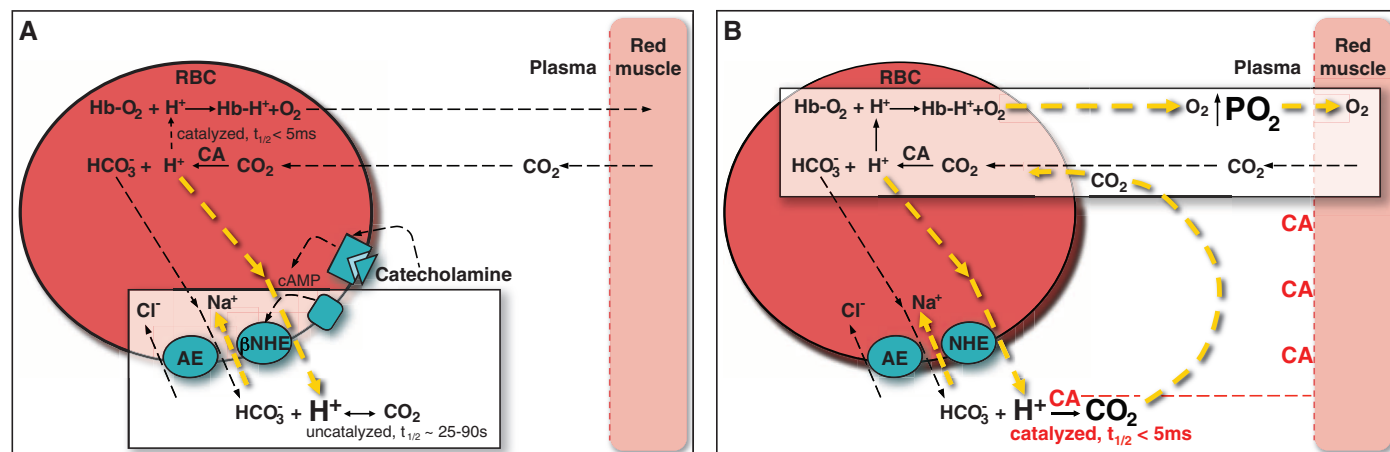 A
RBC
Plasma
Red
muscle
Hb-O₂ + H⁺ → Hb-H⁺+O₂
catalyzed, t₁/₂ < 5ms
HCO₃⁻ + H⁺ ← CA CO₂
CO₂
Catecholamine
cAMP
Cl⁻
Na⁺
AE
βNHE
HCO₃⁻ + H⁺ ↔ CO₂
uncatalyzed, t₁/₂ ~ 25-90s
B
RBC
Plasma
Red
muscle
Hb-O₂ + H⁺ → Hb-H⁺+O₂
O₂ ↑ PO₂
O₂
HCO₃⁻ + H⁺ ← CA CO₂
CO₂
CO₂
CA
CA
CA
Cl⁻
Na⁺
AE
NHE
CA
HCO₃⁻ + H⁺ → CO₂
catalyzed, t₁/₂ < 5ms